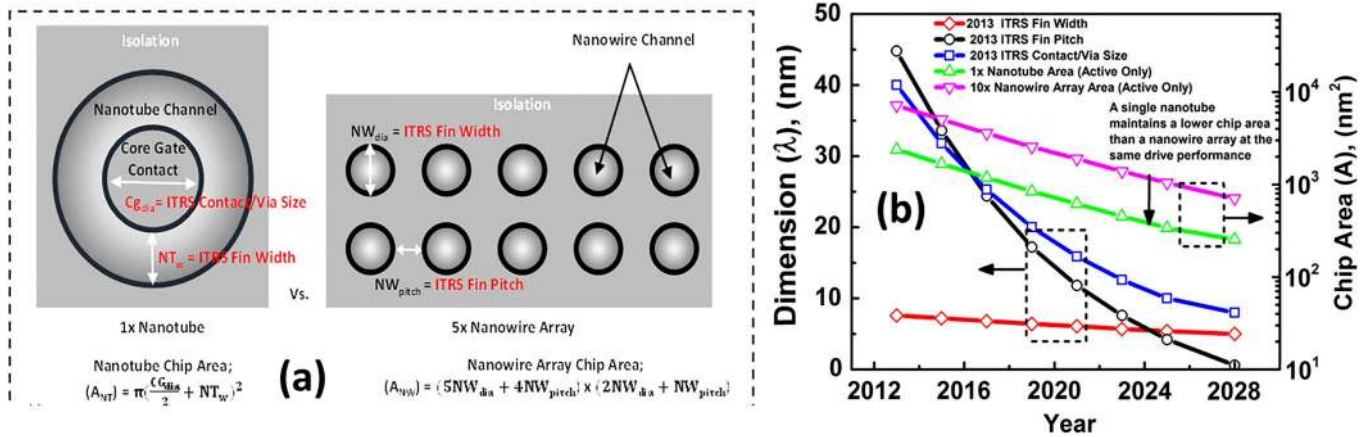 Isolation
Nanotube Channel
Core Gate
Contact
Cg_dia = ITRS Contact/Via Size
NT_w = ITRS Fin Width
1x Nanotube
Nanotube Chip Area;
(A_NT) = π(CG_dia/2 + NT_w)²
Vs.
(a)
Nanowire Channel
Isolation
NW_dia = ITRS Fin Width
NW_pitch = ITRS Fin Pitch
5x Nanowire Array
Nanowire Array Chip Area;
(A_NW) = (5NW_dia + 4NW_pitch) x (2NW_dia + NW_pitch)
Dimension (λ), (nm)
50
40
30
20
10
0
2013 ITRS Fin Width
2013 ITRS Fin Pitch
2013 ITRS Contact/Via Size
1x Nanotube Area (Active Only)
10x Nanowire Array Area (Active Only)
A single nanotube
maintains a lower chip area
than a nanowire array at the
same drive performance
(b)
10⁴
10³
10²
10¹
Chip Area (A), (nm²)
2012 2016 2020 2024 2028
Year